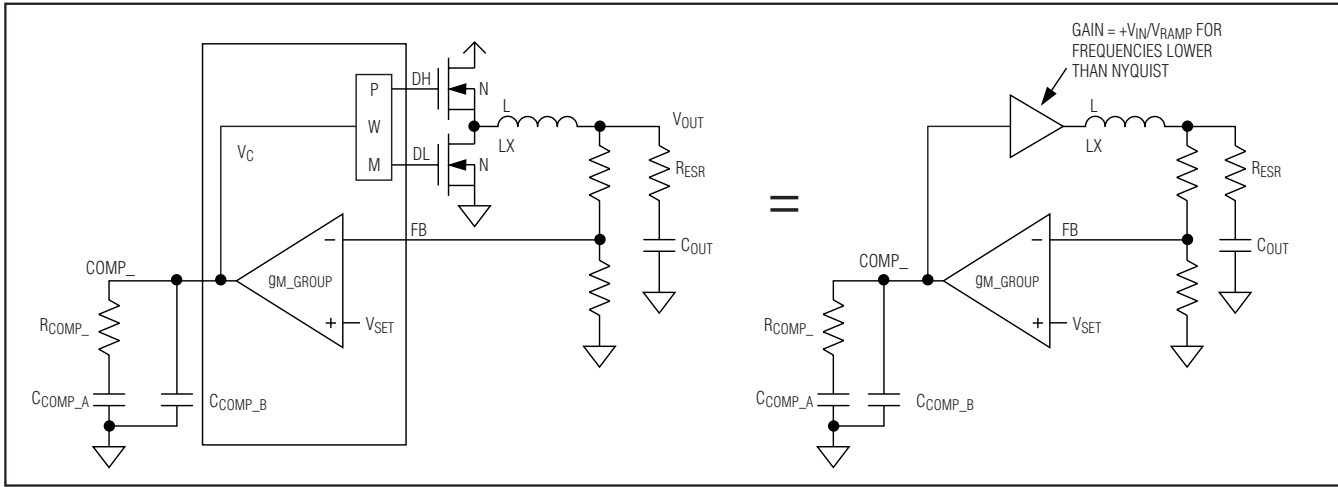 P
W
M
DH
DL
N
N
L
LX
VOUT
RESR
COUT
VC
FB
COMP_
gM_GROUP
−
+
VSET
RCOMP_
CCOMP_A
CCOMP_B
=
GAIN = +VIN/VRAMP FOR
FREQUENCIES LOWER
THAN NYQUIST
L
LX
RESR
COUT
FB
COMP_
gM_GROUP
−
+
VSET
RCOMP_
CCOMP_A
CCOMP_B